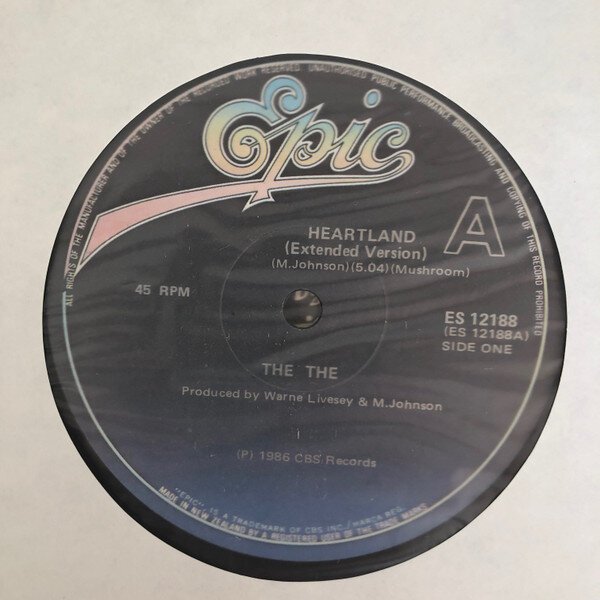 ALL RIGHTS OF THE MANUFACTURER AND OF THE OWNER OF THE RECORDED WORK RESERVED. UNAUTHORISED PUBLIC PERFORMANCE, BROADCASTING AND COPYING OF THIS RECORD PROHIBITED
Epic
HEARTLAND
(Extended Version)
(M.Johnson)(5.04)(Mushroom)
A
45 RPM
ES 12188
(ES 12188A)
SIDE ONE
THE THE
Produced by Warne Livesey & M.Johnson
(P) 1986 CBS Records
"EPIC" IS A TRADEMARK OF CBS INC./MARCA REG.
MADE IN NEW ZEALAND BY A REGISTERED USER OF THE TRADE MARKS